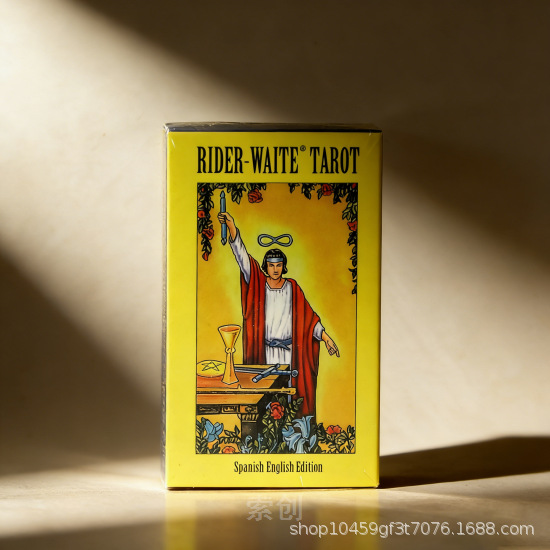 RIDER-WAITE® TAROT
Spanish English Edition
索创
shop10459gf3t7076.1688.com